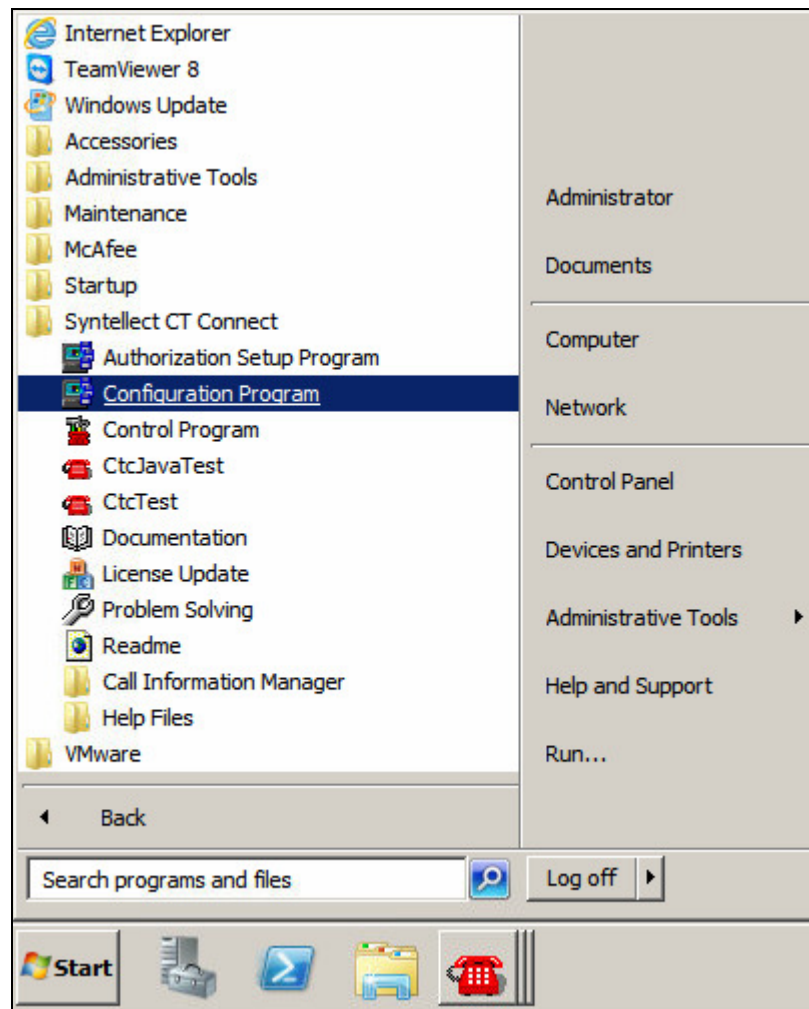 Internet Explorer
TeamViewer 8
Windows Update
Accessories
Administrative Tools
Maintenance
McAfee
Startup
Syntellect CT Connect
Authorization Setup Program
Configuration Program
Control Program
CtcJavaTest
CtcTest
Documentation
License Update
Problem Solving
Readme
Call Information Manager
Help Files
VMware
Back
Search programs and files
Administrator
Documents
Computer
Network
Control Panel
Devices and Printers
Administrative Tools
Help and Support
Run...
Log off
Start